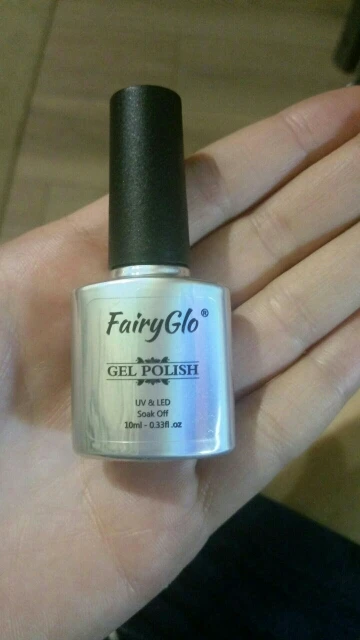 FairyGlo®
GEL POLISH
UV & LED
Soak Off
10ml - 0.33fl.oz